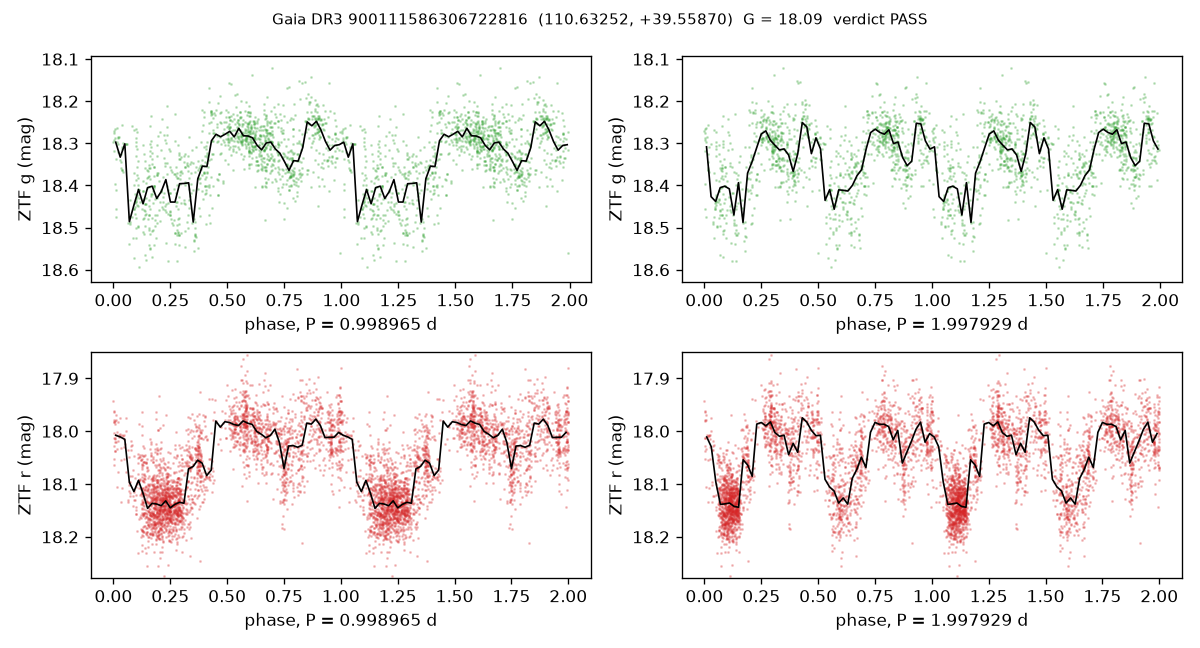 Gaia DR3 900111586306722816 (110.63252, +39.55870) G = 18.09 verdict PASS
ZTF g (mag)
18.1
18.2
18.3
18.4
18.5
18.6
0.00 0.25 0.50 0.75 1.00 1.25 1.50 1.75 2.00
phase, P = 0.998965 d
ZTF g (mag)
18.1
18.2
18.3
18.4
18.5
18.6
0.00 0.25 0.50 0.75 1.00 1.25 1.50 1.75 2.00
phase, P = 1.997929 d
ZTF r (mag)
17.9
18.0
18.1
18.2
0.00 0.25 0.50 0.75 1.00 1.25 1.50 1.75 2.00
phase, P = 0.998965 d
ZTF r (mag)
17.9
18.0
18.1
18.2
0.00 0.25 0.50 0.75 1.00 1.25 1.50 1.75 2.00
phase, P = 1.997929 d